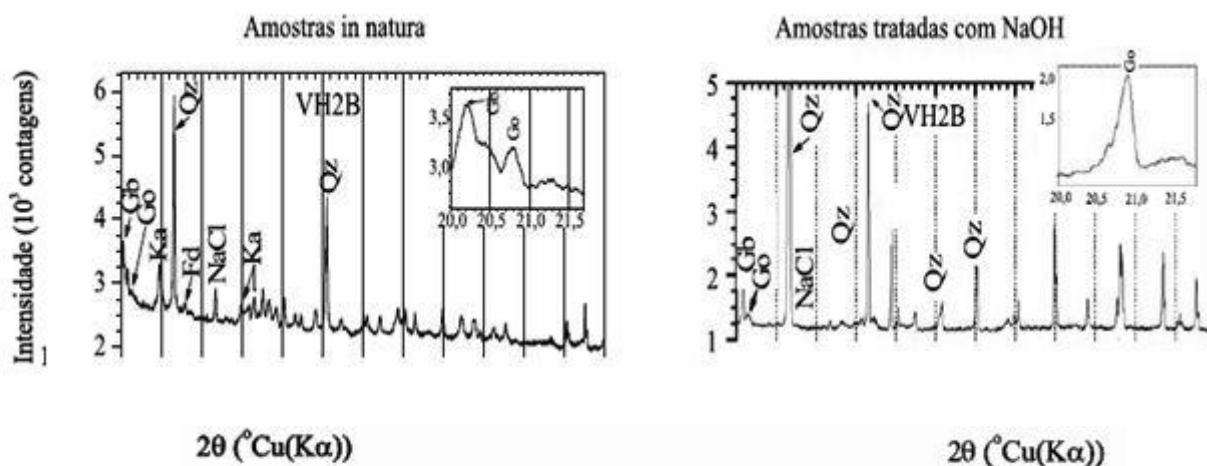 Amostras in natura
Intensidade (10³ contagens)
6
5
4
3
2
1
Gb
Go
Ka
Qz
Fd
NaCl
Ka
VH2B
Qz
3,5
3,0
Go
20,0 20,5 21,0 21,5
2θ (°Cu(Kα))
Amostras tratadas com NaOH
5
4
3
2
1
Gb
Go
Qz
NaCl
Qz
Qz
VH2B
Qz
Qz
Go
2,0
1,5
20,0 20,5 21,0 21,5
2θ (°Cu(Kα))